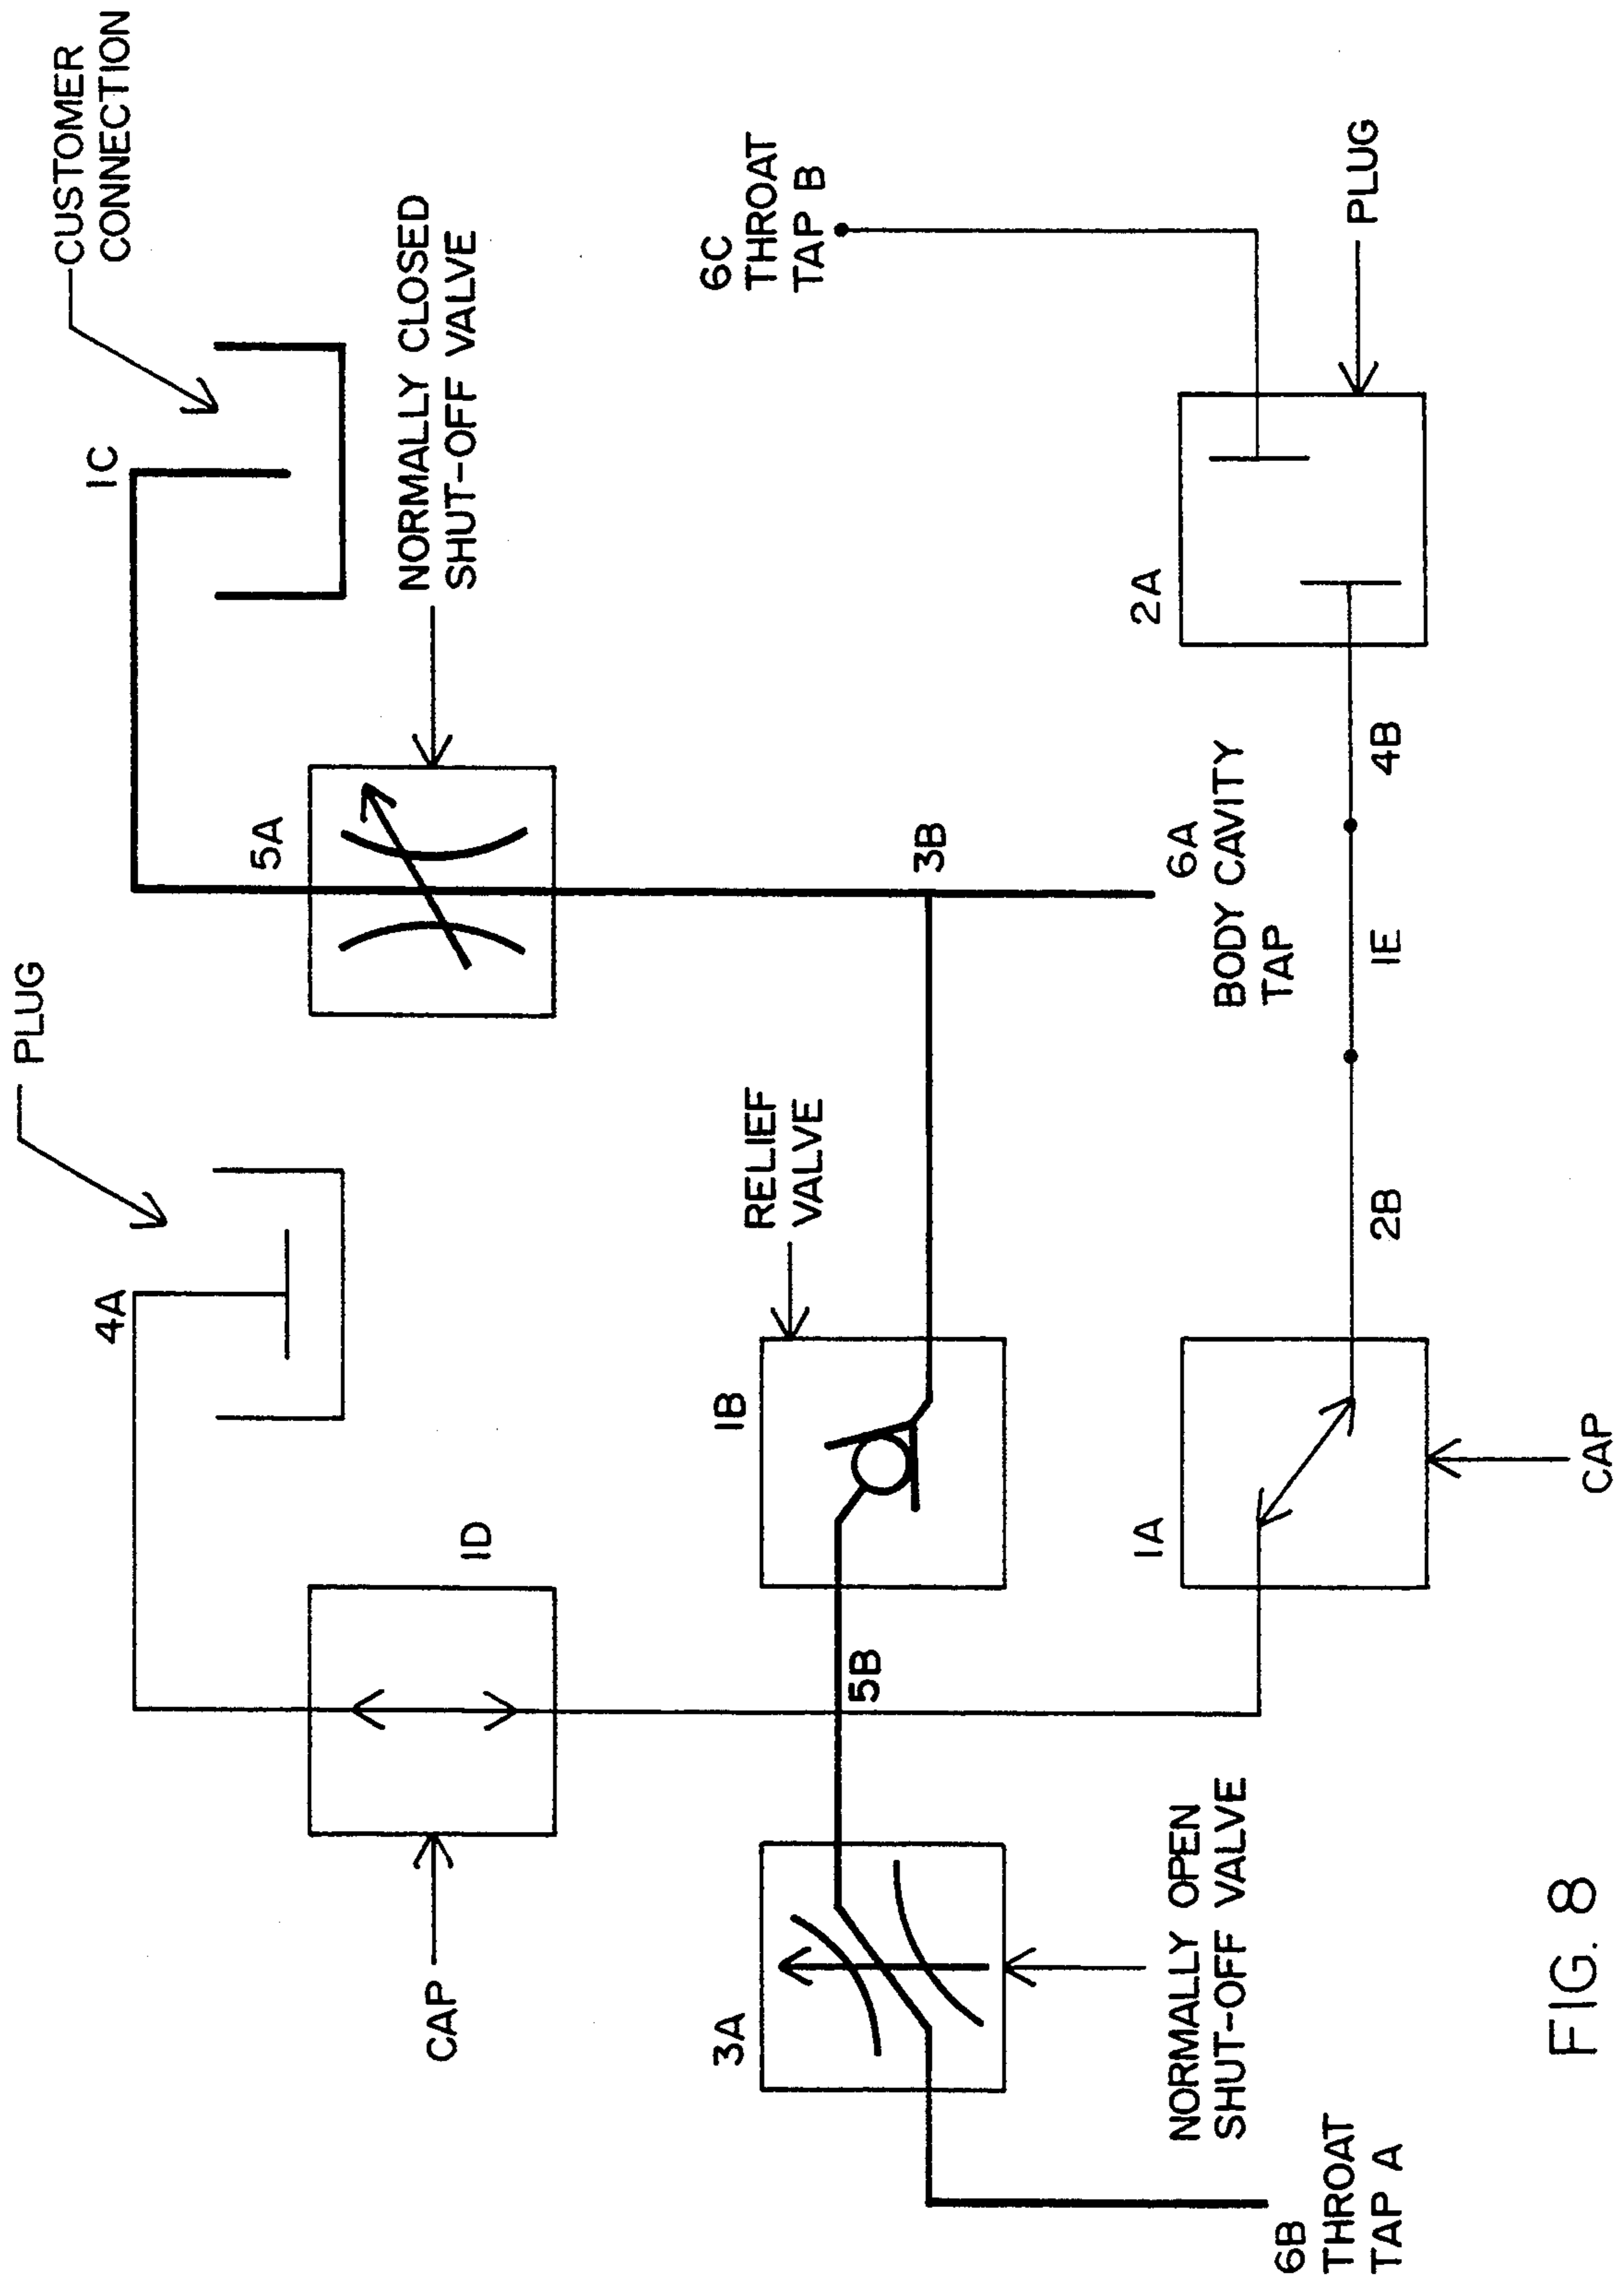 PLUG
CUSTOMER
CONNECTION
4A
1C
CAP
1D
5A
NORMALLY CLOSED
SHUT-OFF VALVE
3A
5B
1B
RELIEF
VALVE
3B
6C
THROAT
TAP B
NORMALLY OPEN
SHUT-OFF VALVE
6B
THROAT
TAP A
1A
CAP
2B
1E
4B
6A
BODY CAVITY
TAP
2A
PLUG
FIG. 8